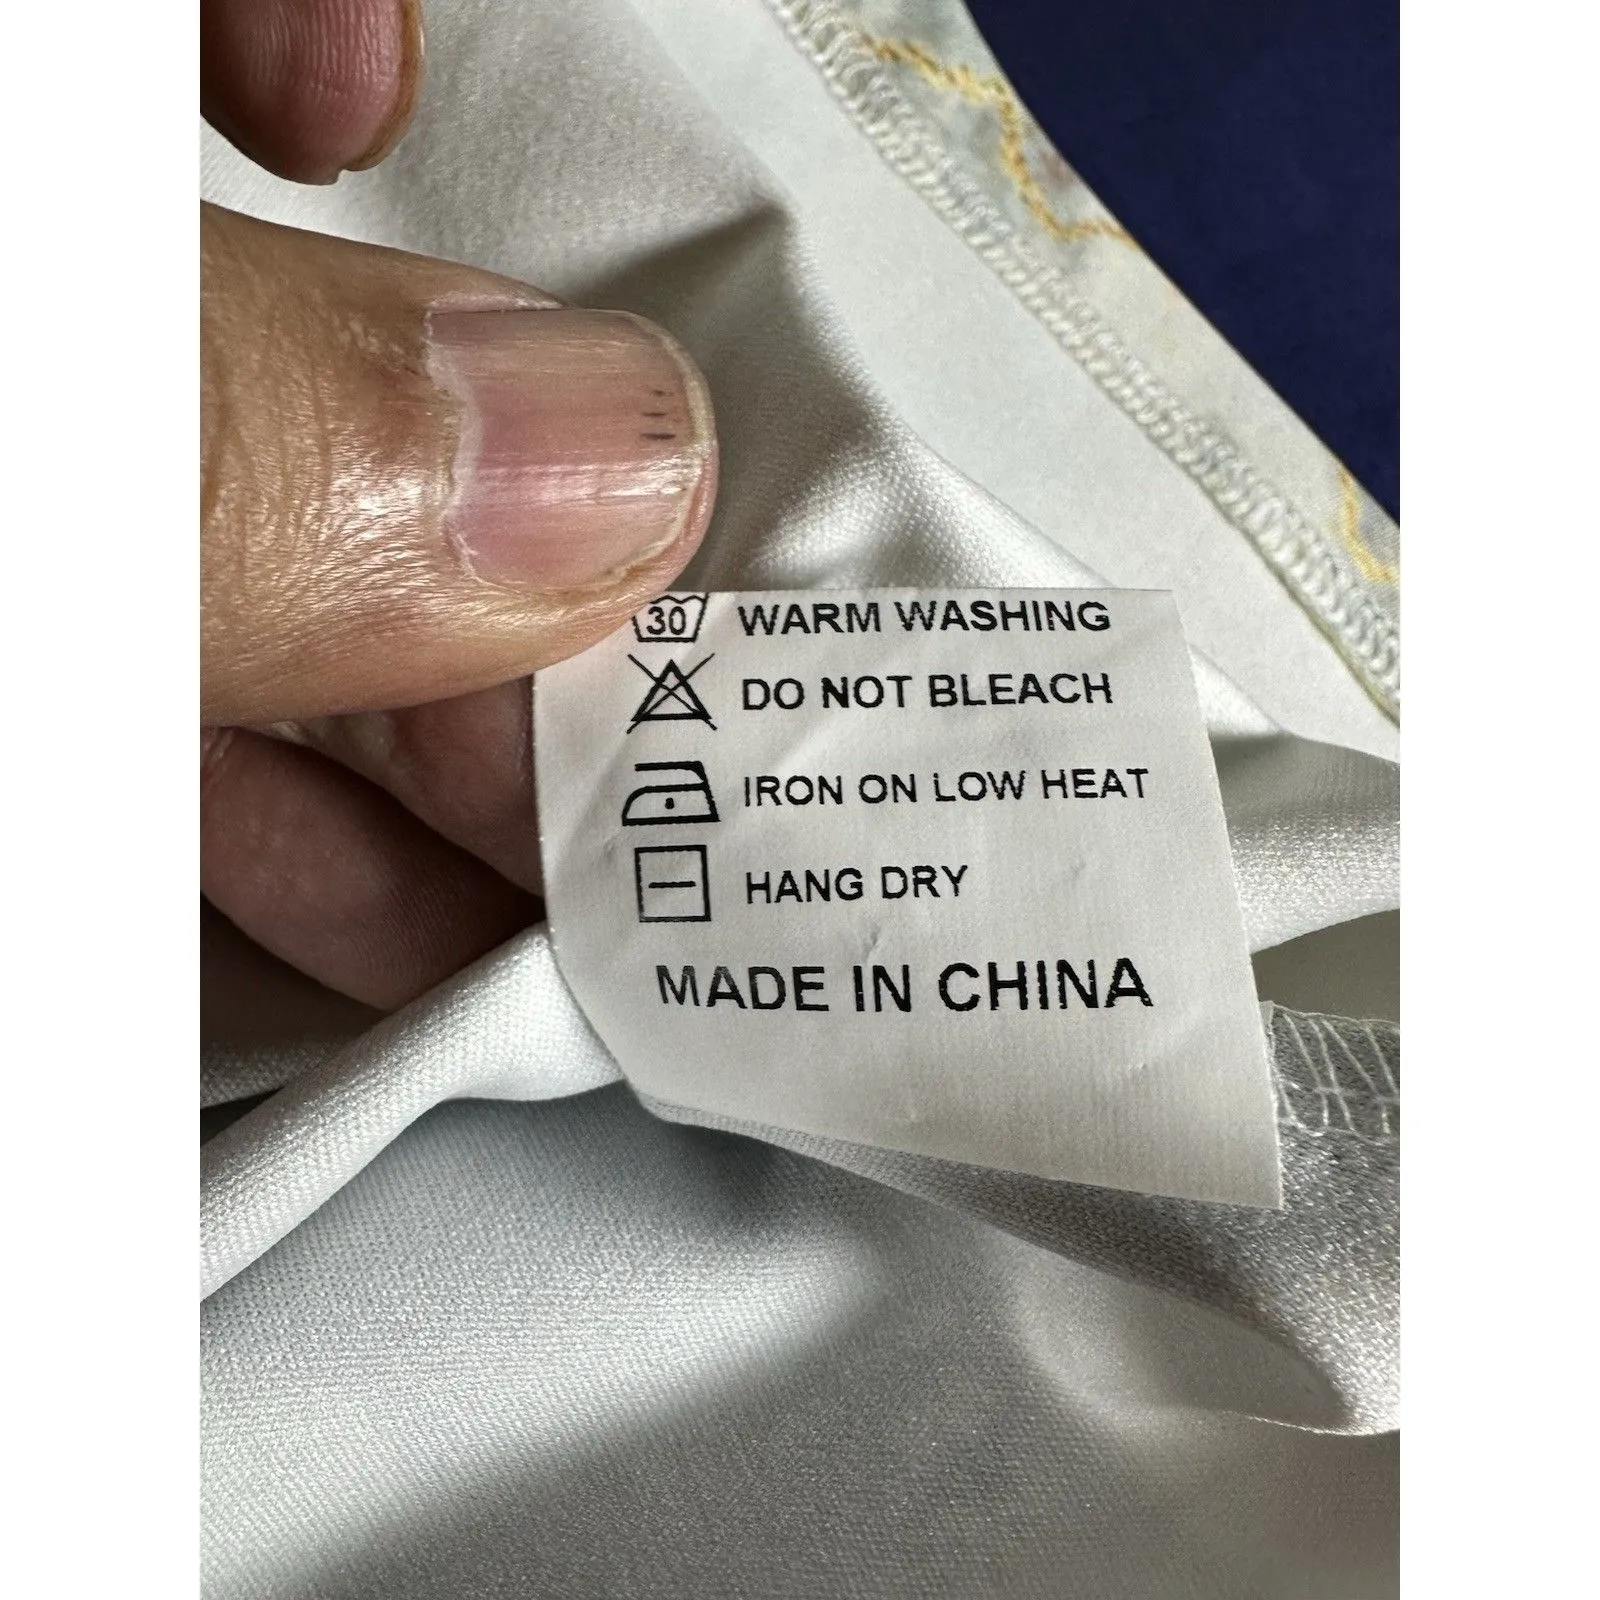 30 WARM WASHING
DO NOT BLEACH
IRON ON LOW HEAT
HANG DRY
MADE IN CHINA